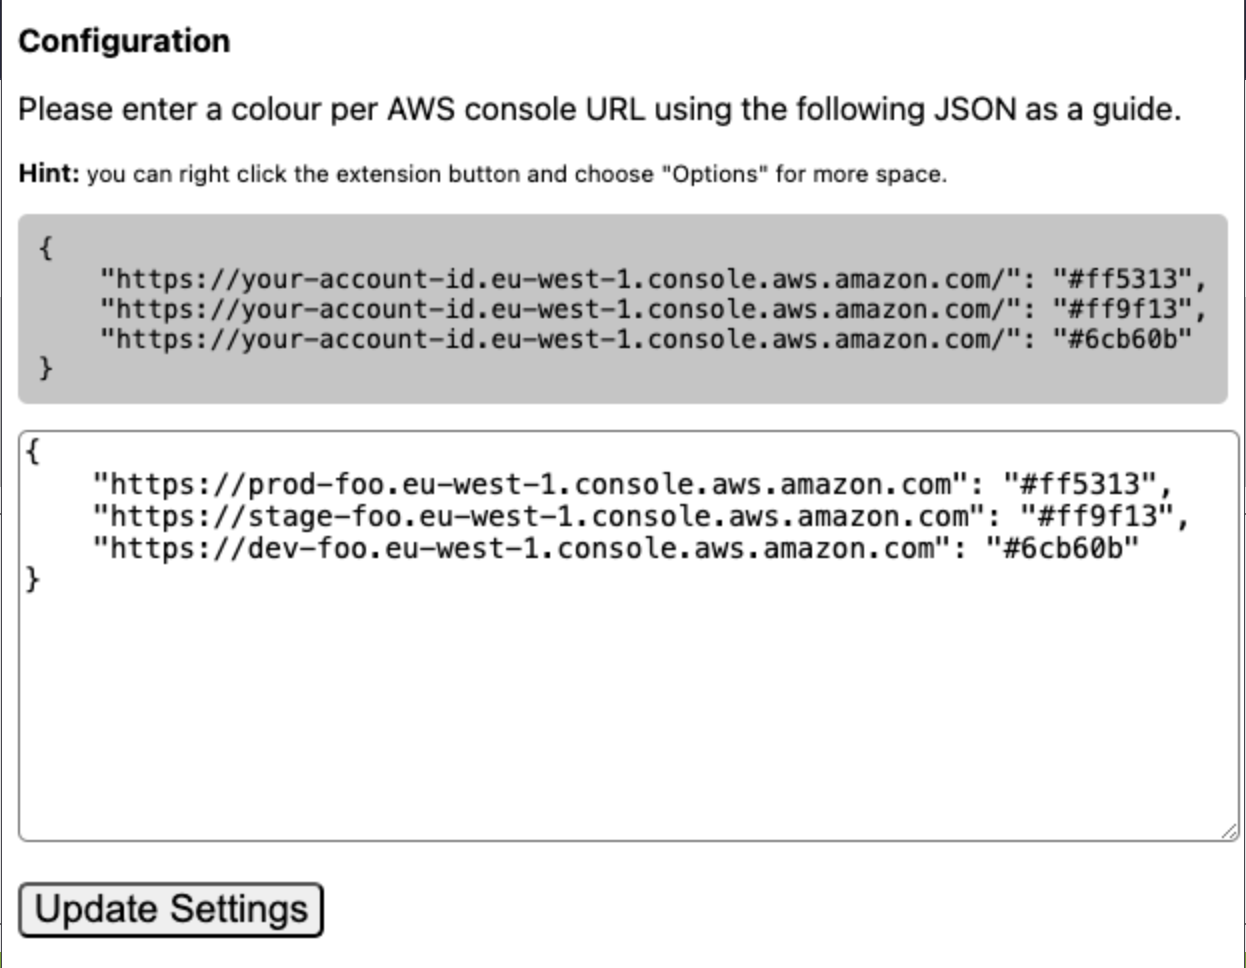 Configuration
Please enter a colour per AWS console URL using the following JSON as a guide.
Hint: you can right click the extension button and choose "Options" for more space.
{
    "https://your-account-id.eu-west-1.console.aws.amazon.com/": "#ff5313",
    "https://your-account-id.eu-west-1.console.aws.amazon.com/": "#ff9f13",
    "https://your-account-id.eu-west-1.console.aws.amazon.com/": "#6cb60b"
}
{
    "https://prod-foo.eu-west-1.console.aws.amazon.com": "#ff5313",
    "https://stage-foo.eu-west-1.console.aws.amazon.com": "#ff9f13",
    "https://dev-foo.eu-west-1.console.aws.amazon.com": "#6cb60b"
}
Update Settings